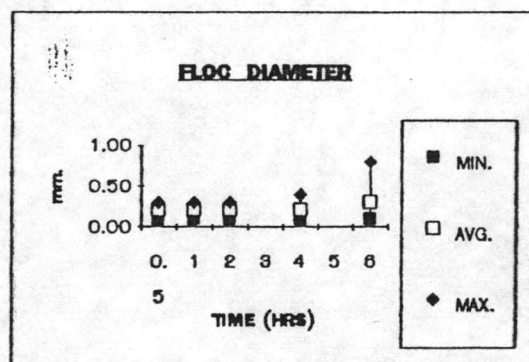 FLOC DIAMETER
1.00
0.50
0.00
mm.
0. 1 2 3 4 5 6
5
TIME (HRS)
MIN.
AVG.
MAX.